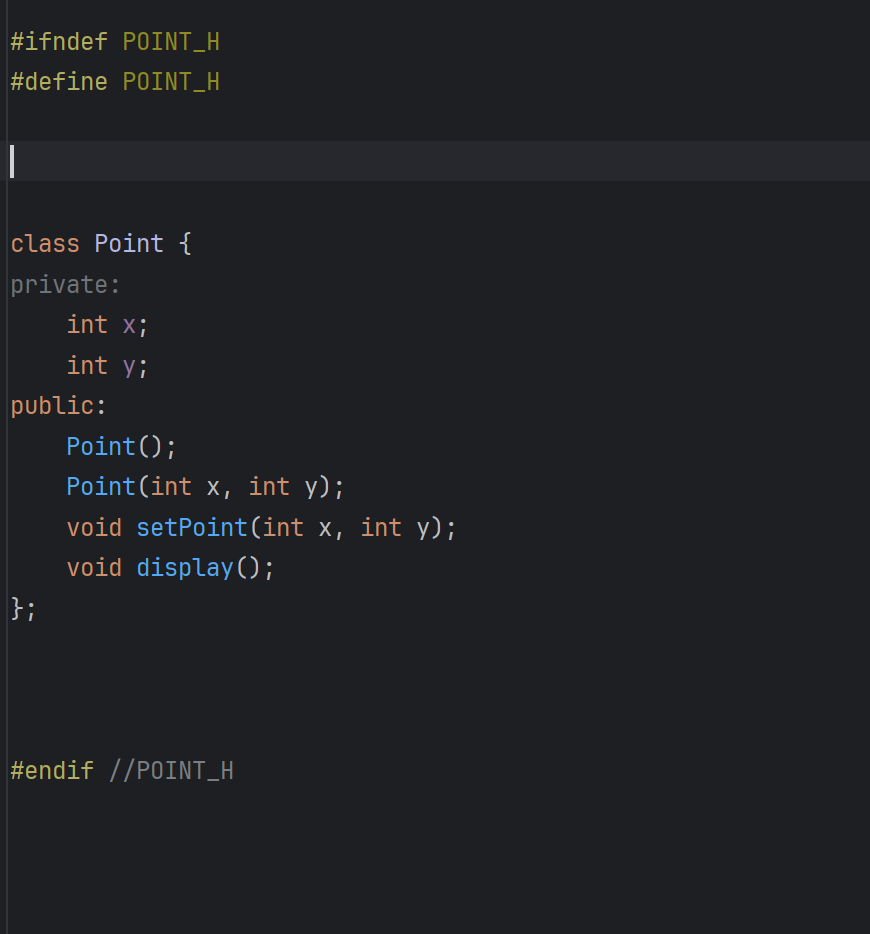 #ifndef POINT_H
#define POINT_H
class Point {
private:
    int x;
    int y;
public:
    Point();
    Point(int x, int y);
    void setPoint(int x, int y);
    void display();
};
#endif //POINT_H